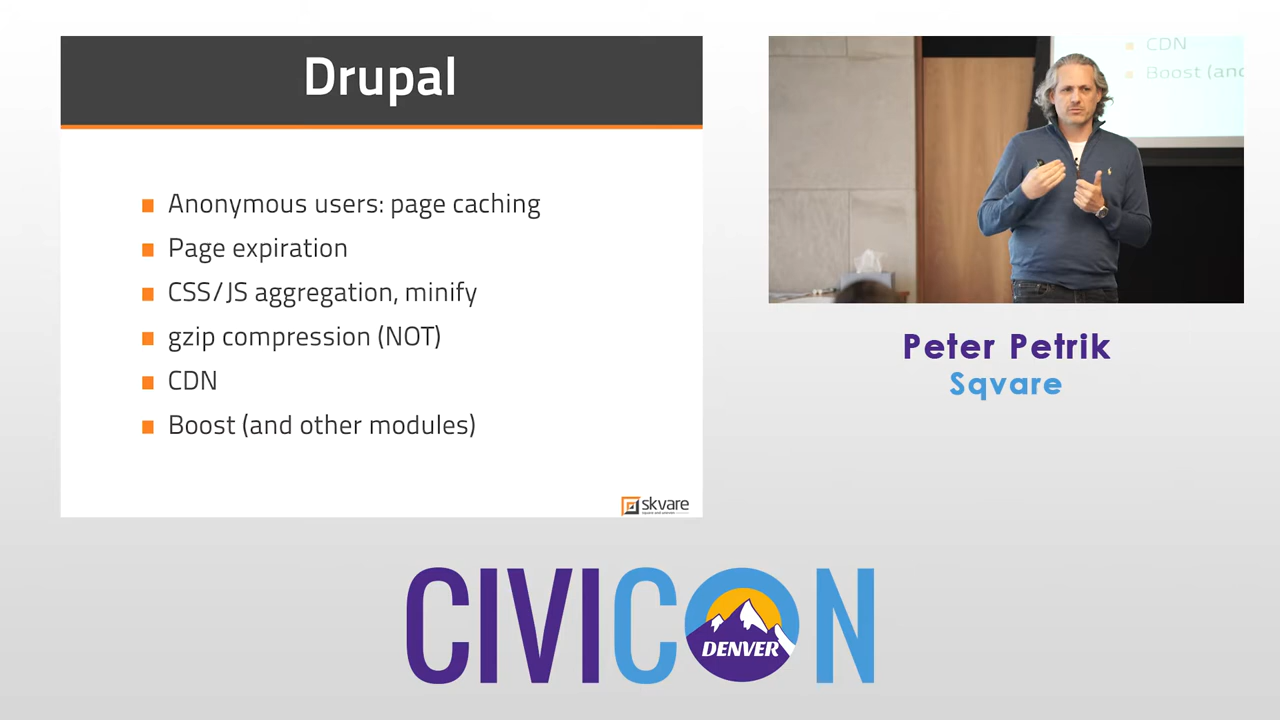 Drupal
Anonymous users: page caching
Page expiration
CSS/JS aggregation, minify
gzip compression (NOT)
CDN
Boost (and other modules)
skvare
CDN
Boost (and
Peter Petrik
Sqvare
CIVICON
DENVER